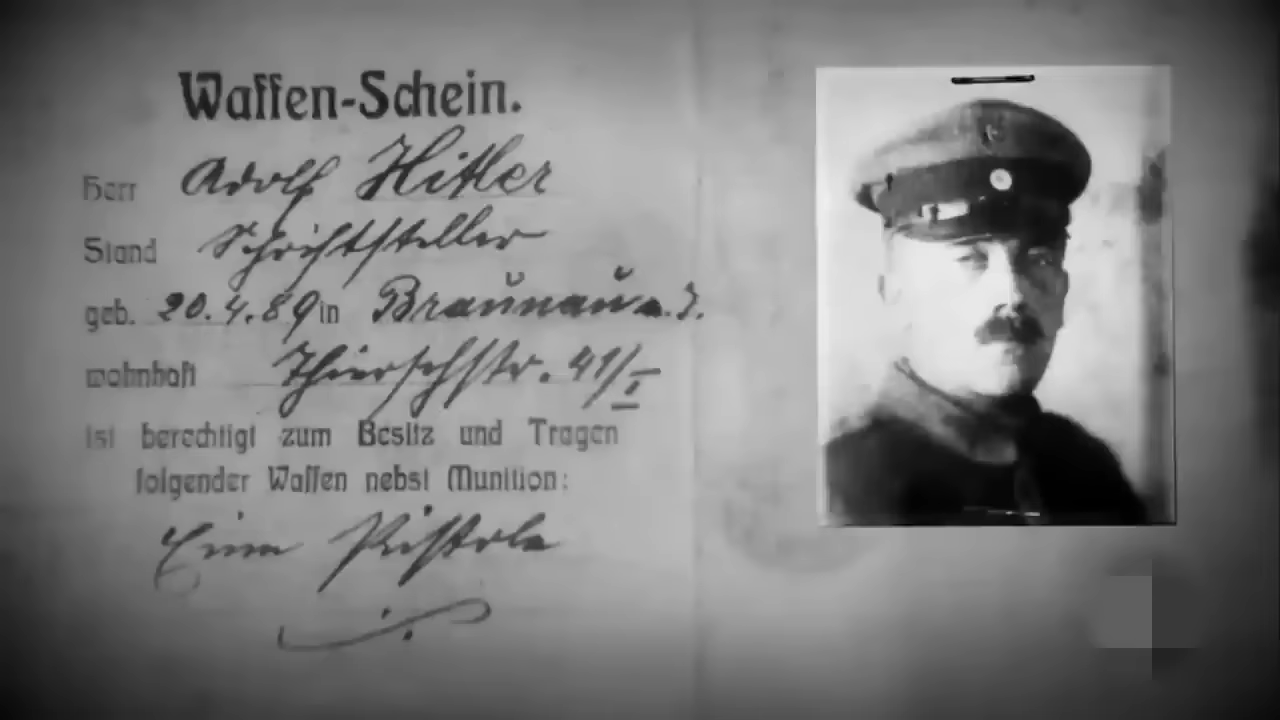 Waffen-Schein.
Herr Adolf Hitler
Stand Schriftsteller
geb. 20.4.89 in Braunau a. I.
wohnhaft Thierschstr. 41/I
ist berechtigt zum Besitz und Tragen
folgender Waffen nebst Munition:
Eine Pistole